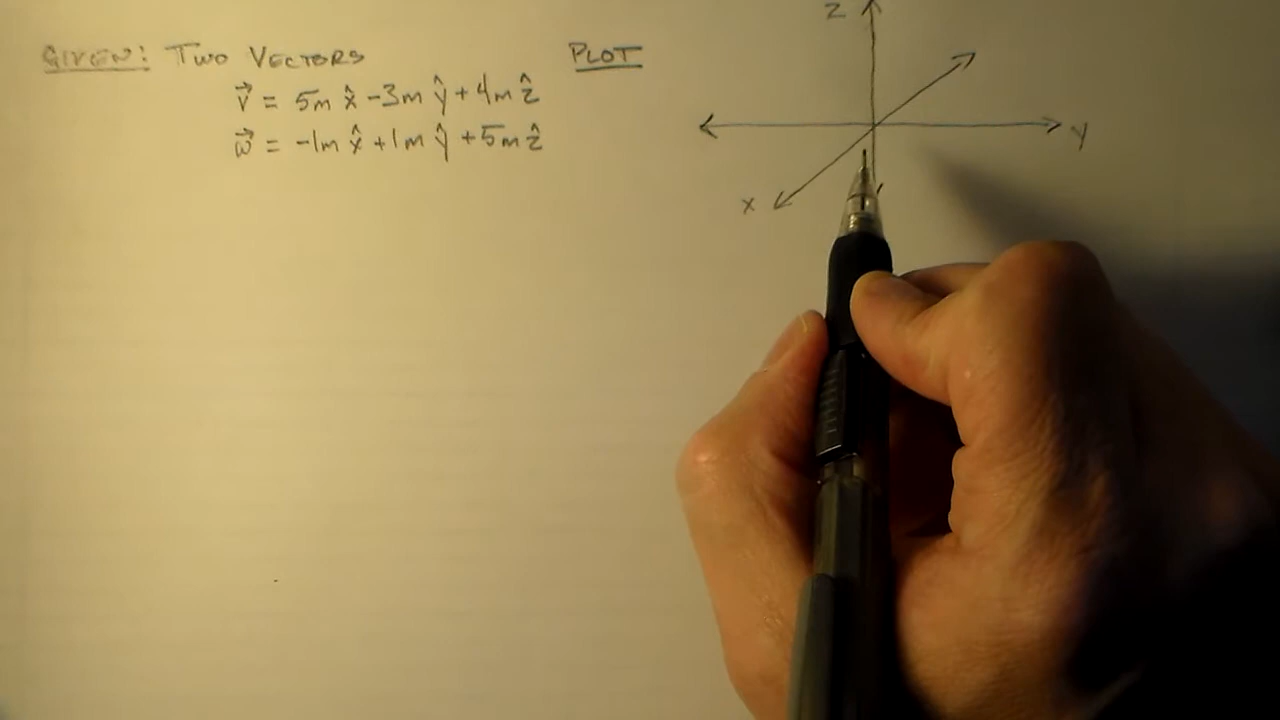 GIVEN: TWO VECTORS
v⃗ = 5m x̂ -3m ŷ + 4m ẑ
w⃗ = -1m x̂ + 1m ŷ + 5m ẑ
PLOT
z
y
x